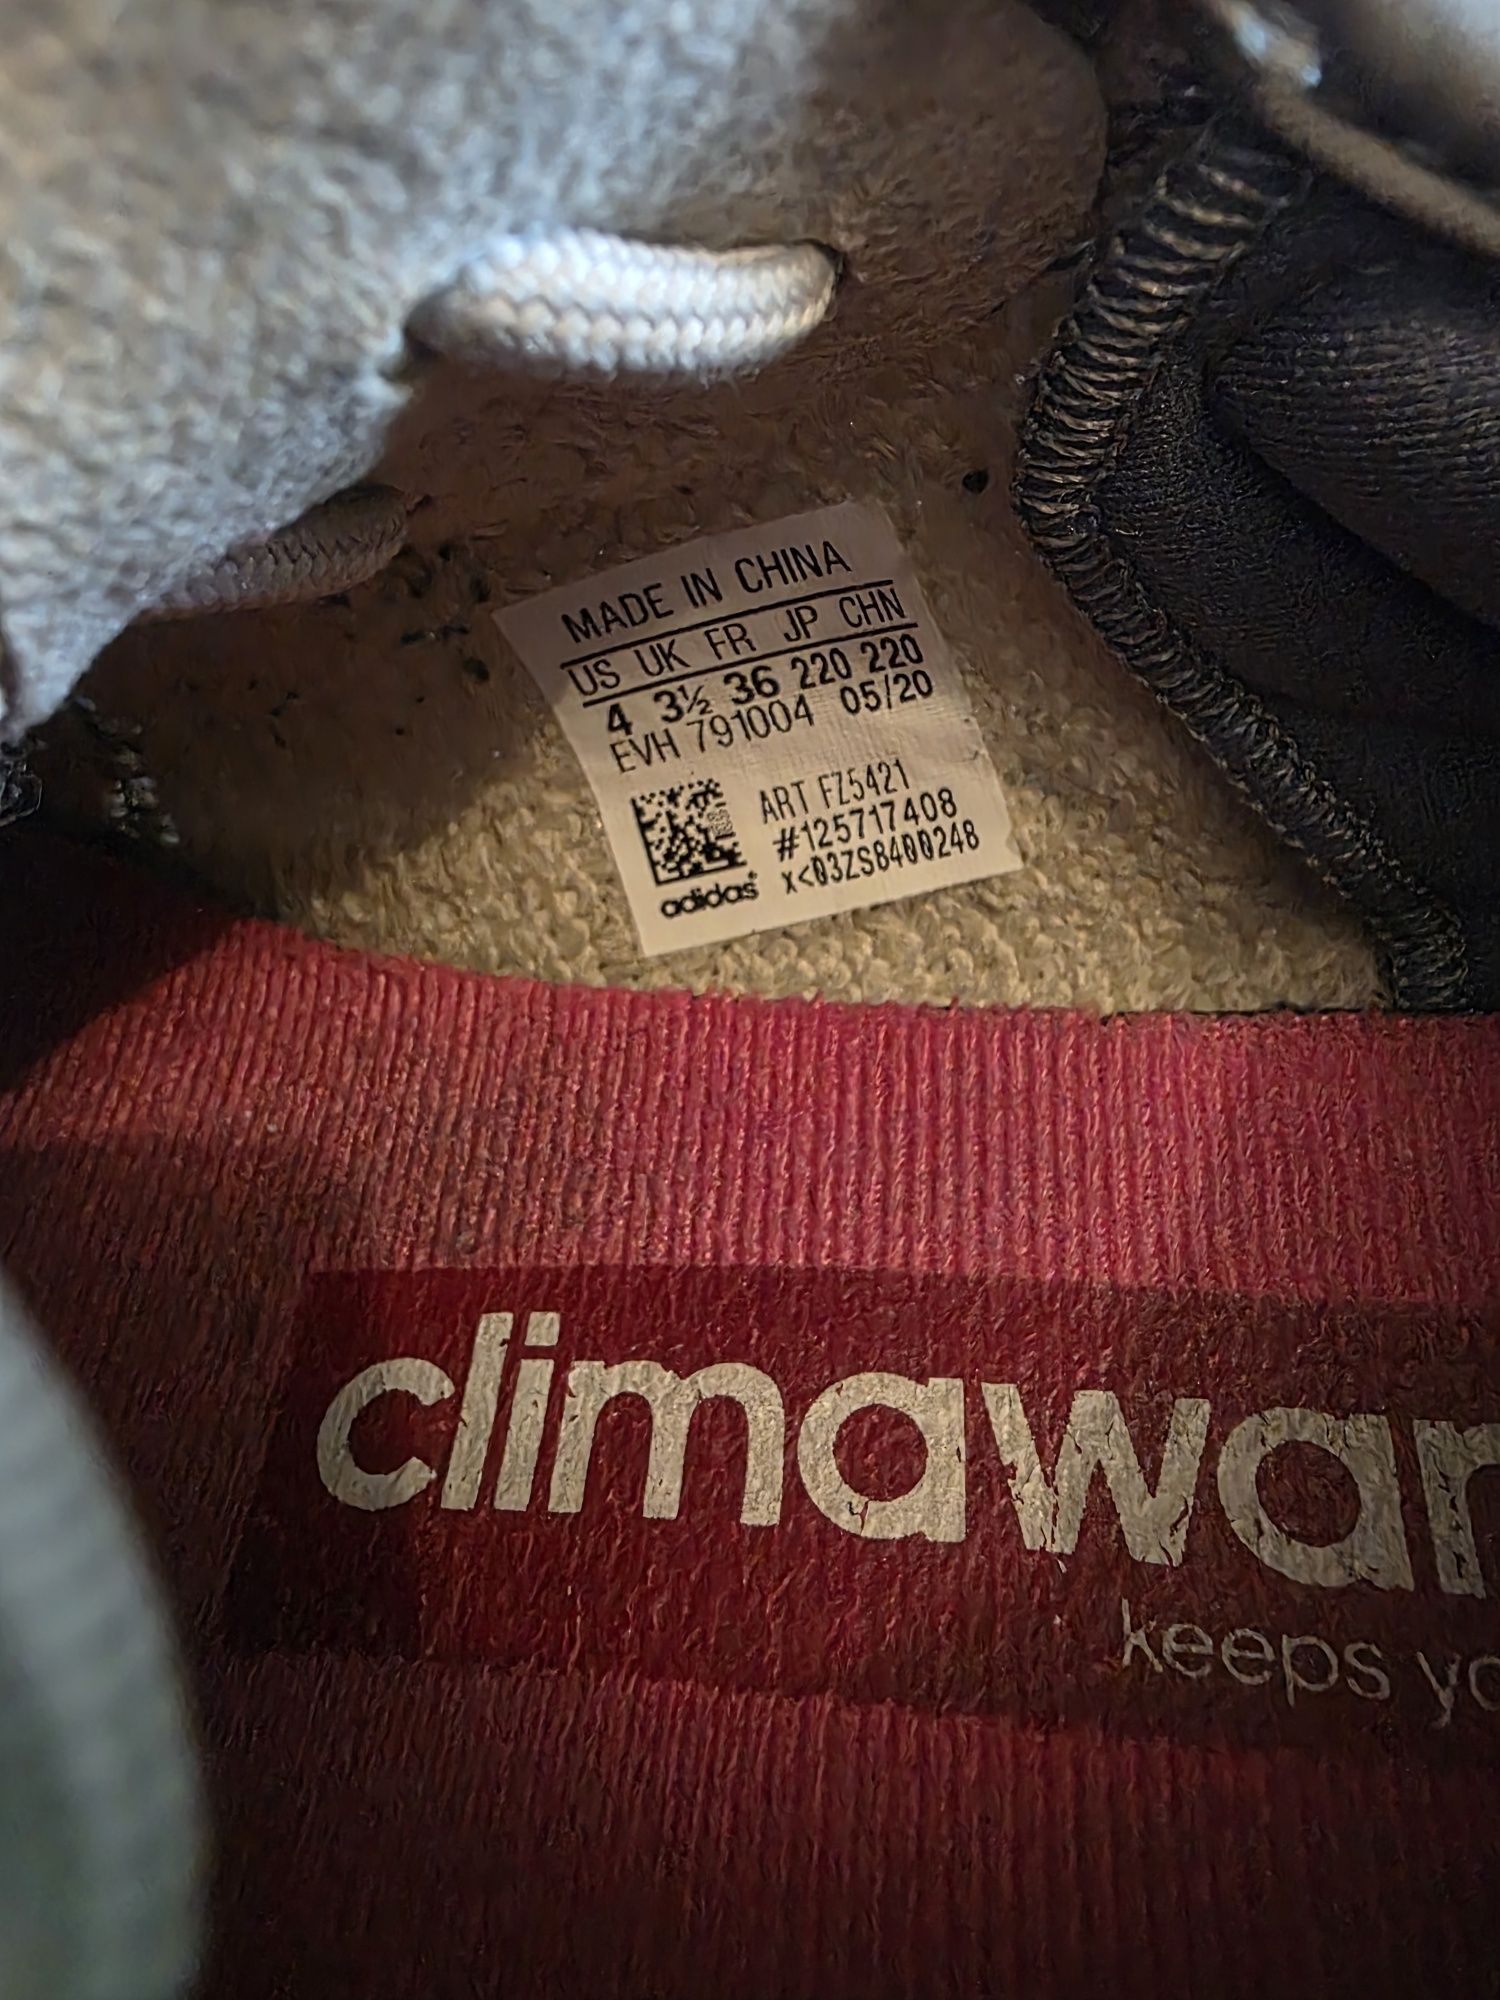 MADE IN CHINA
US UK FR JP CHN
4 3½ 36 220 220
EVH 791004 05/20
ART FZ5421
#125717408
x<03ZS8400248
adidas
climawar
keeps yo